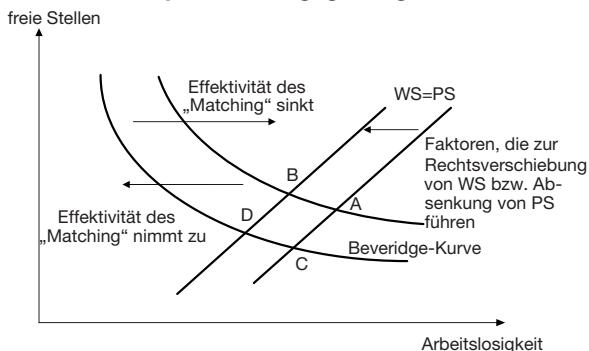 freie Stellen
Effektivität des
„Matching“ sinkt
WS=PS
Faktoren, die zur
Rechtsverschiebung
von WS bzw. Ab-
senkung von PS
führen
B
A
D
C
Effektivität des
„Matching“ nimmt zu
Beveridge-Kurve
Arbeitslosigkeit